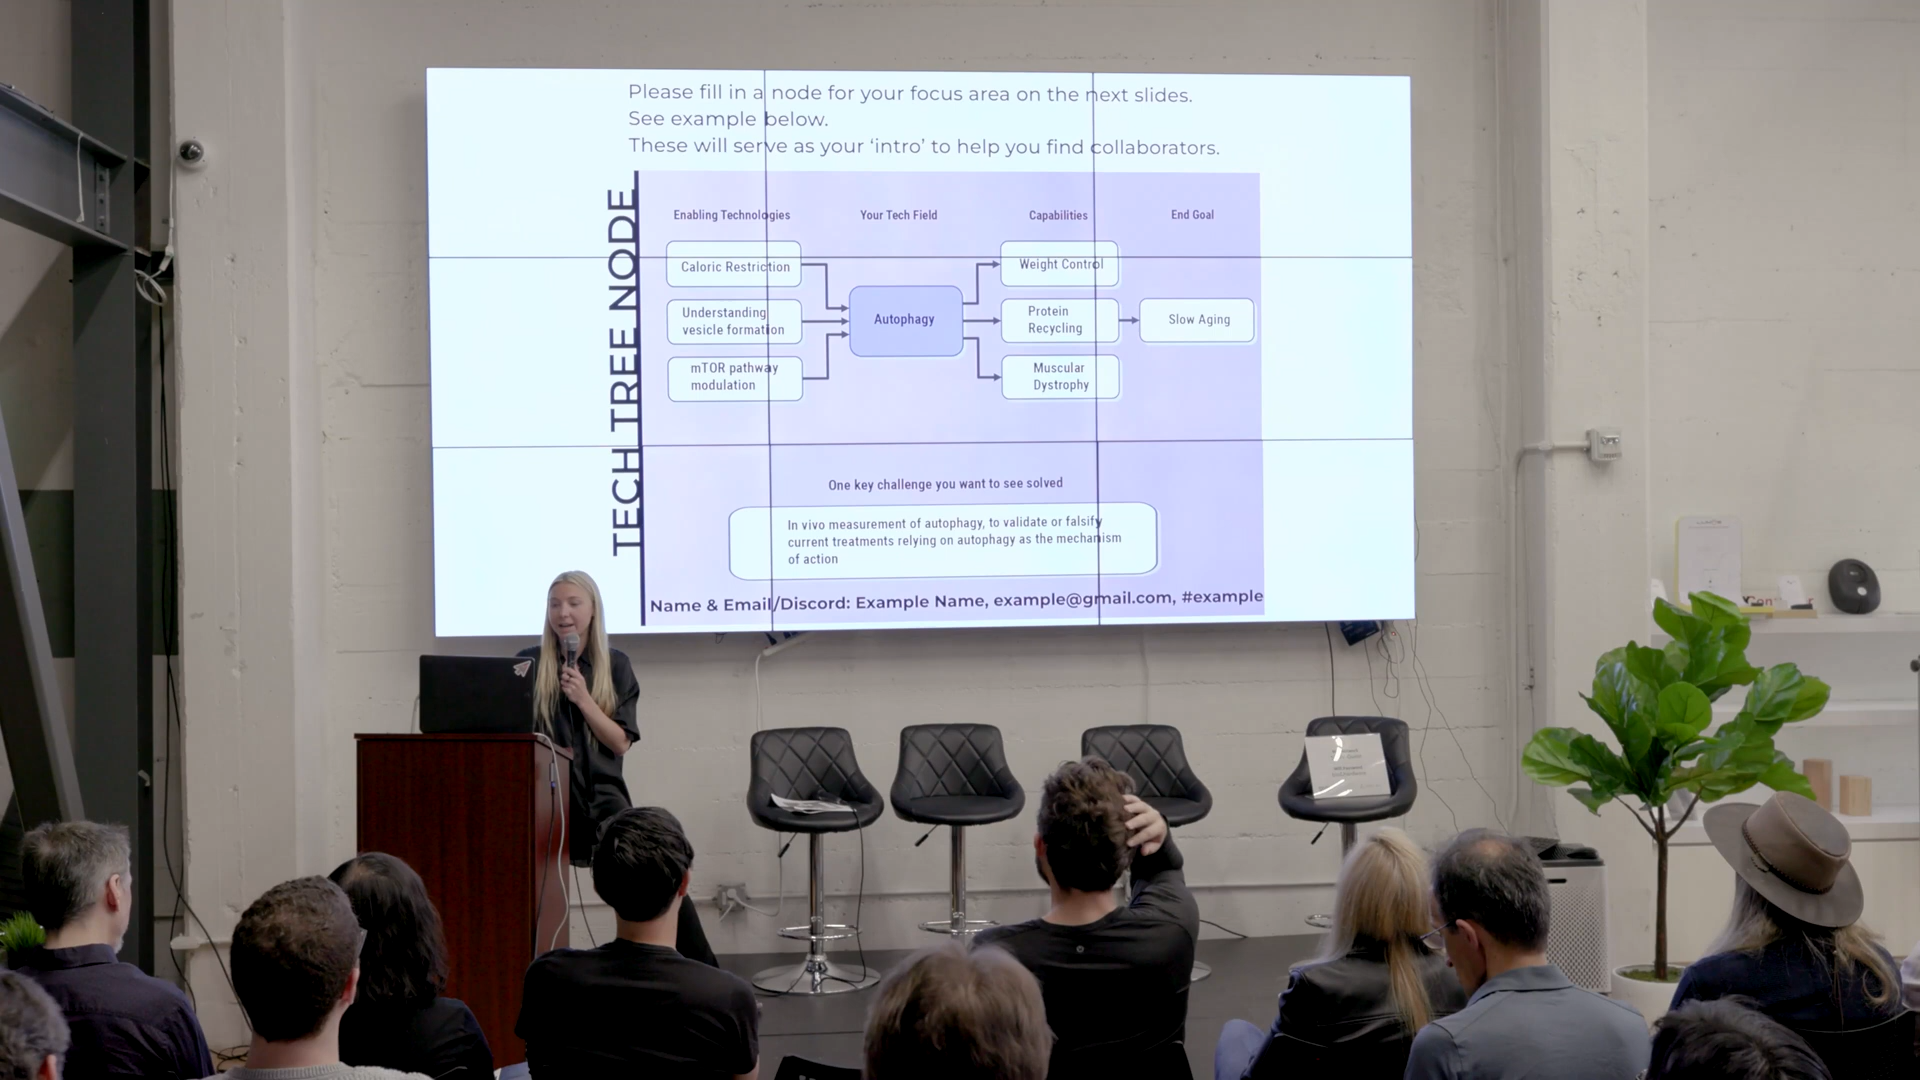 Please fill in a node for your focus area on the next slides.
See example below.
These will serve as your ‘intro’ to help you find collaborators.
TECH TREE NODE
Enabling Technologies
Your Tech Field
Capabilities
End Goal
Caloric Restriction
Understanding
vesicle formation
mTOR pathway
modulation
Autophagy
Weight Control
Protein
Recycling
Muscular
Dystrophy
Slow Aging
One key challenge you want to see solved
In vivo measurement of autophagy, to validate or falsify
current treatments relying on autophagy as the mechanism
of action
Name & Email/Discord: Example Name, example@gmail.com, #example